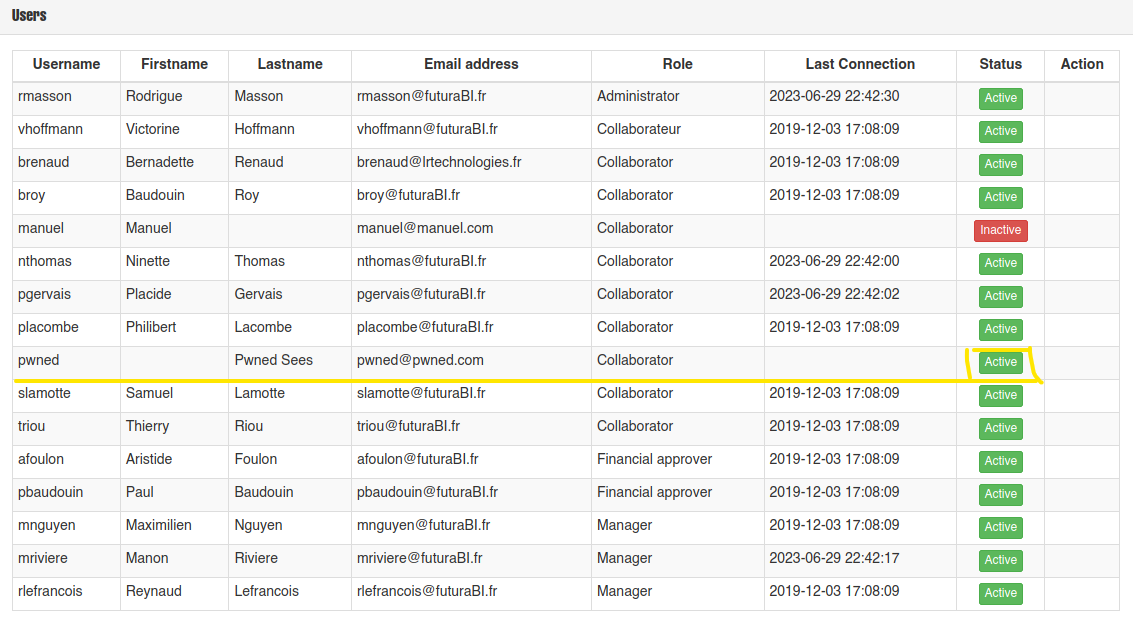 Users
Username Firstname Lastname Email address Role Last Connection Status Action
rmasson Rodrigue Masson rmasson@futuraBI.fr Administrator 2023-06-29 22:42:30 Active
vhoffmann Victorine Hoffmann vhoffmann@futuraBI.fr Collaborateur 2019-12-03 17:08:09 Active
brenaud Bernadette Renaud brenaud@lrtechnologies.fr Collaborator 2019-12-03 17:08:09 Active
broy Baudouin Roy broy@futuraBI.fr Collaborator 2019-12-03 17:08:09 Active
manuel Manuel manuel@manuel.com Collaborator Inactive
nthomas Ninette Thomas nthomas@futuraBI.fr Collaborator 2023-06-29 22:42:00 Active
pgervais Placide Gervais pgervais@futuraBI.fr Collaborator 2023-06-29 22:42:02 Active
placombe Philibert Lacombe placombe@futuraBI.fr Collaborator 2019-12-03 17:08:09 Active
pwned Pwned Sees pwned@pwned.com Collaborator Active
slamotte Samuel Lamotte slamotte@futuraBI.fr Collaborator 2019-12-03 17:08:09 Active
triou Thierry Riou triou@futuraBI.fr Collaborator 2019-12-03 17:08:09 Active
afoulon Aristide Foulon afoulon@futuraBI.fr Financial approver 2019-12-03 17:08:09 Active
pbaudouin Paul Baudouin pbaudouin@futuraBI.fr Financial approver 2019-12-03 17:08:09 Active
mnguyen Maximilien Nguyen mnguyen@futuraBI.fr Manager 2019-12-03 17:08:09 Active
mriviere Manon Riviere mriviere@futuraBI.fr Manager 2023-06-29 22:42:17 Active
rlefrancois Reynaud Lefrancois rlefrancois@futuraBI.fr Manager 2019-12-03 17:08:09 Active